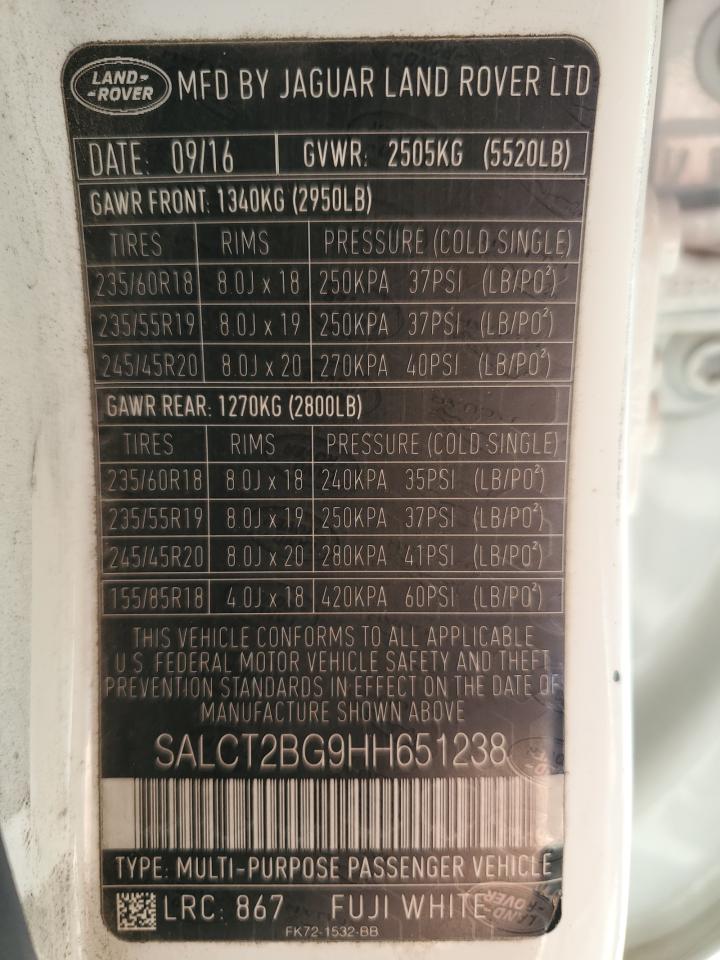 LAND-
-ROVER
MFD BY JAGUAR LAND ROVER LTD
DATE: 09/16 GVWR: 2505KG (5520LB)
GAWR FRONT: 1340KG (2950LB)
TIRES RIMS PRESSURE (COLD-SINGLE)
235/60R18 8.0J x 18 250KPA 37PSI (LB/PO²)
235/55R19 8.0J x 19 250KPA 37PSI (LB/PO²)
245/45R20 8.0J x 20 270KPA 40PSI (LB/PO²)
GAWR REAR: 1270KG (2800LB)
TIRES RIMS PRESSURE (COLD-SINGLE)
235/60R18 8.0J x 18 240KPA 35PSI (LB/PO²)
235/55R19 8.0J x 19 250KPA 37PSI (LB/PO²)
245/45R20 8.0J x 20 280KPA 41PSI (LB/PO²)
155/85R18 4.0J x 18 420KPA 60PSI (LB/PO²)
THIS VEHICLE CONFORMS TO ALL APPLICABLE
U.S. FEDERAL MOTOR VEHICLE SAFETY AND THEFT
PREVENTION STANDARDS IN EFFECT ON THE DATE OF
MANUFACTURE SHOWN ABOVE
SALCT2BG9HH651238
TYPE: MULTI-PURPOSE PASSENGER VEHICLE
LRC: 867 FUJI WHITE
LAND-
-ROVER
FK72-1532-BB